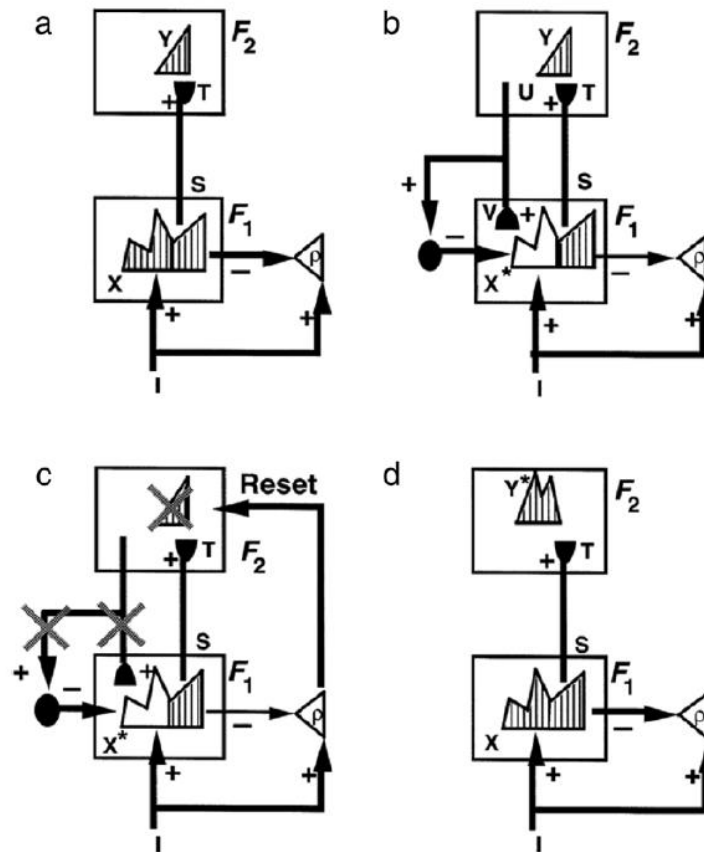 a
Y
F2
+
T
S
F1
X
−
ρ
+
+
I
b
Y
F2
U
+
T
+
S
V
+
F1
−
X*
−
ρ
+
+
I
c
Reset
+
T
F2
S
+
+
F1
−
−
ρ
X*
+
+
I
d
Y*
F2
+
T
S
F1
X
−
ρ
+
+
I